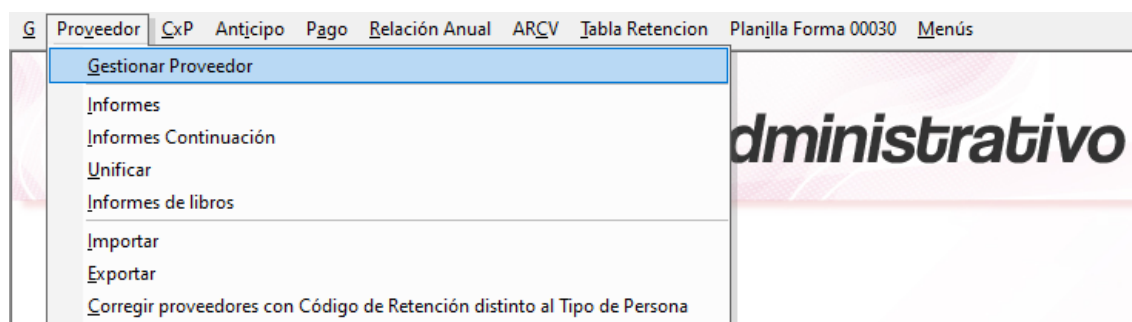 G Proveedor CxP Anticipo Pago Relación Anual ARCV Tabla Retencion Planilla Forma 00030 Menús
Gestionar Proveedor
Informes
Informes Continuación
dministrativo
Unificar
Informes de libros
Importar
Exportar
Corregir proveedores con Código de Retención distinto al Tipo de Persona